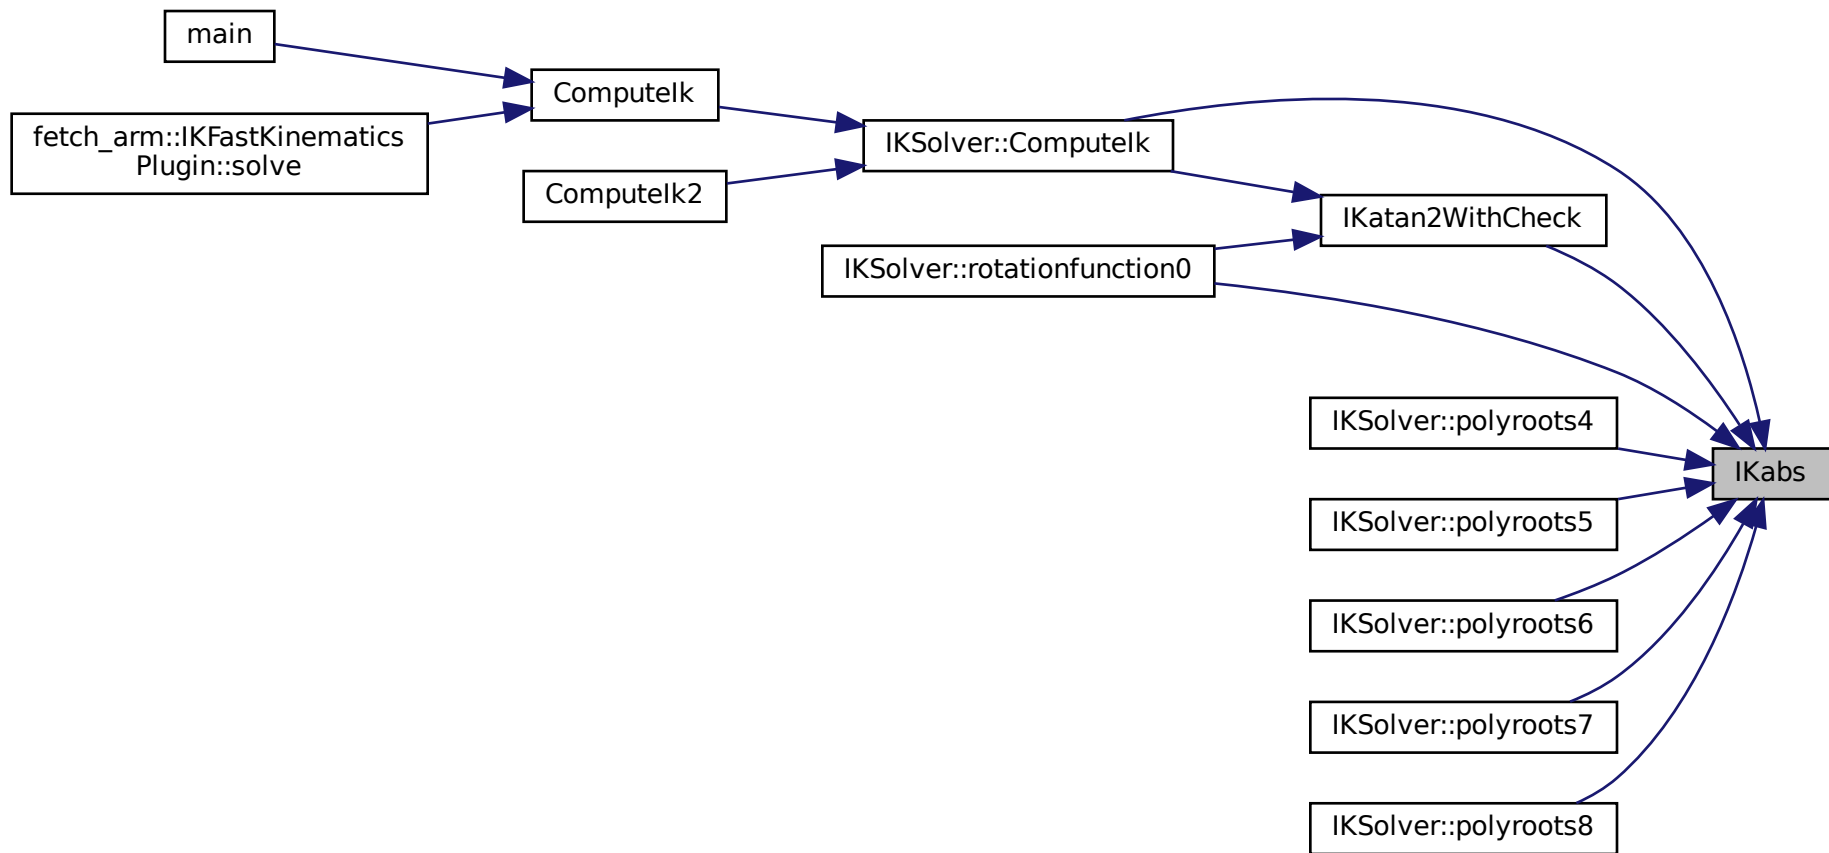 main
ComputeIk
fetch_arm::IKFastKinematics
Plugin::solve
IKSolver::ComputeIk
ComputeIk2
IKatan2WithCheck
IKSolver::rotationfunction0
IKSolver::polyroots4
IKabs
IKSolver::polyroots5
IKSolver::polyroots6
IKSolver::polyroots7
IKSolver::polyroots8